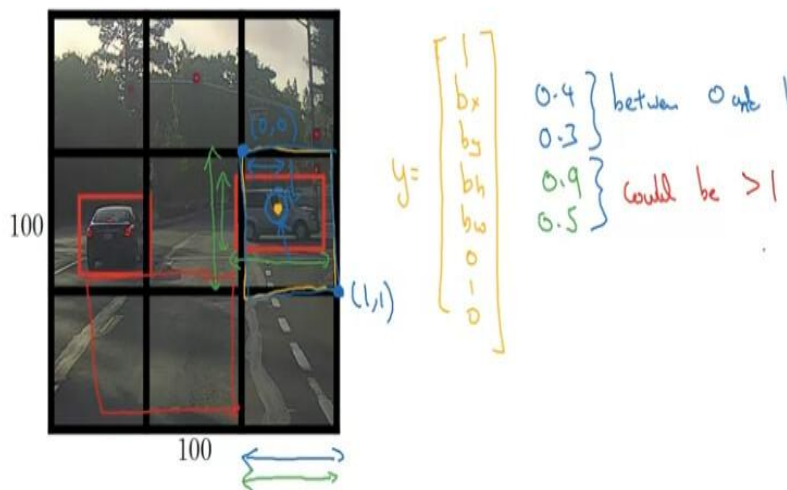 (0,0)
100
(1,1)
100
y=
1
bx
by
bh
bw
0
1
0
0.4
0.3
between 0 and 1
0.9
0.5
could be >1